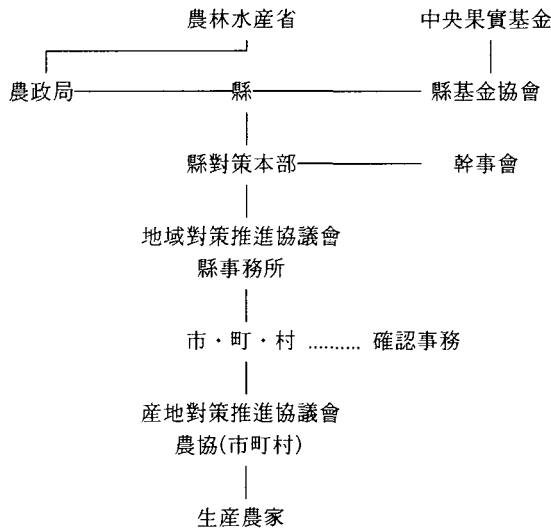 農林水産省 中央果實基金
農政局 縣 縣基金協會
縣對策本部 幹事會
地域對策推進協議會
縣事務所
市・町・村 .......... 確認事務
産地對策推進協議會
農協(市町村)
生産農家